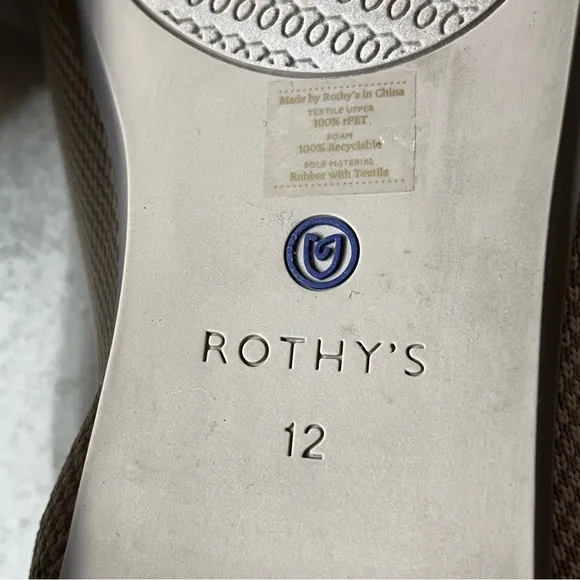 Made by Rothy's in China
TEXTILE UPPER
100% rPET
FOAM
100% Recyclable
SOLE MATERIAL
Rubber with Textile
ROTHY'S
12